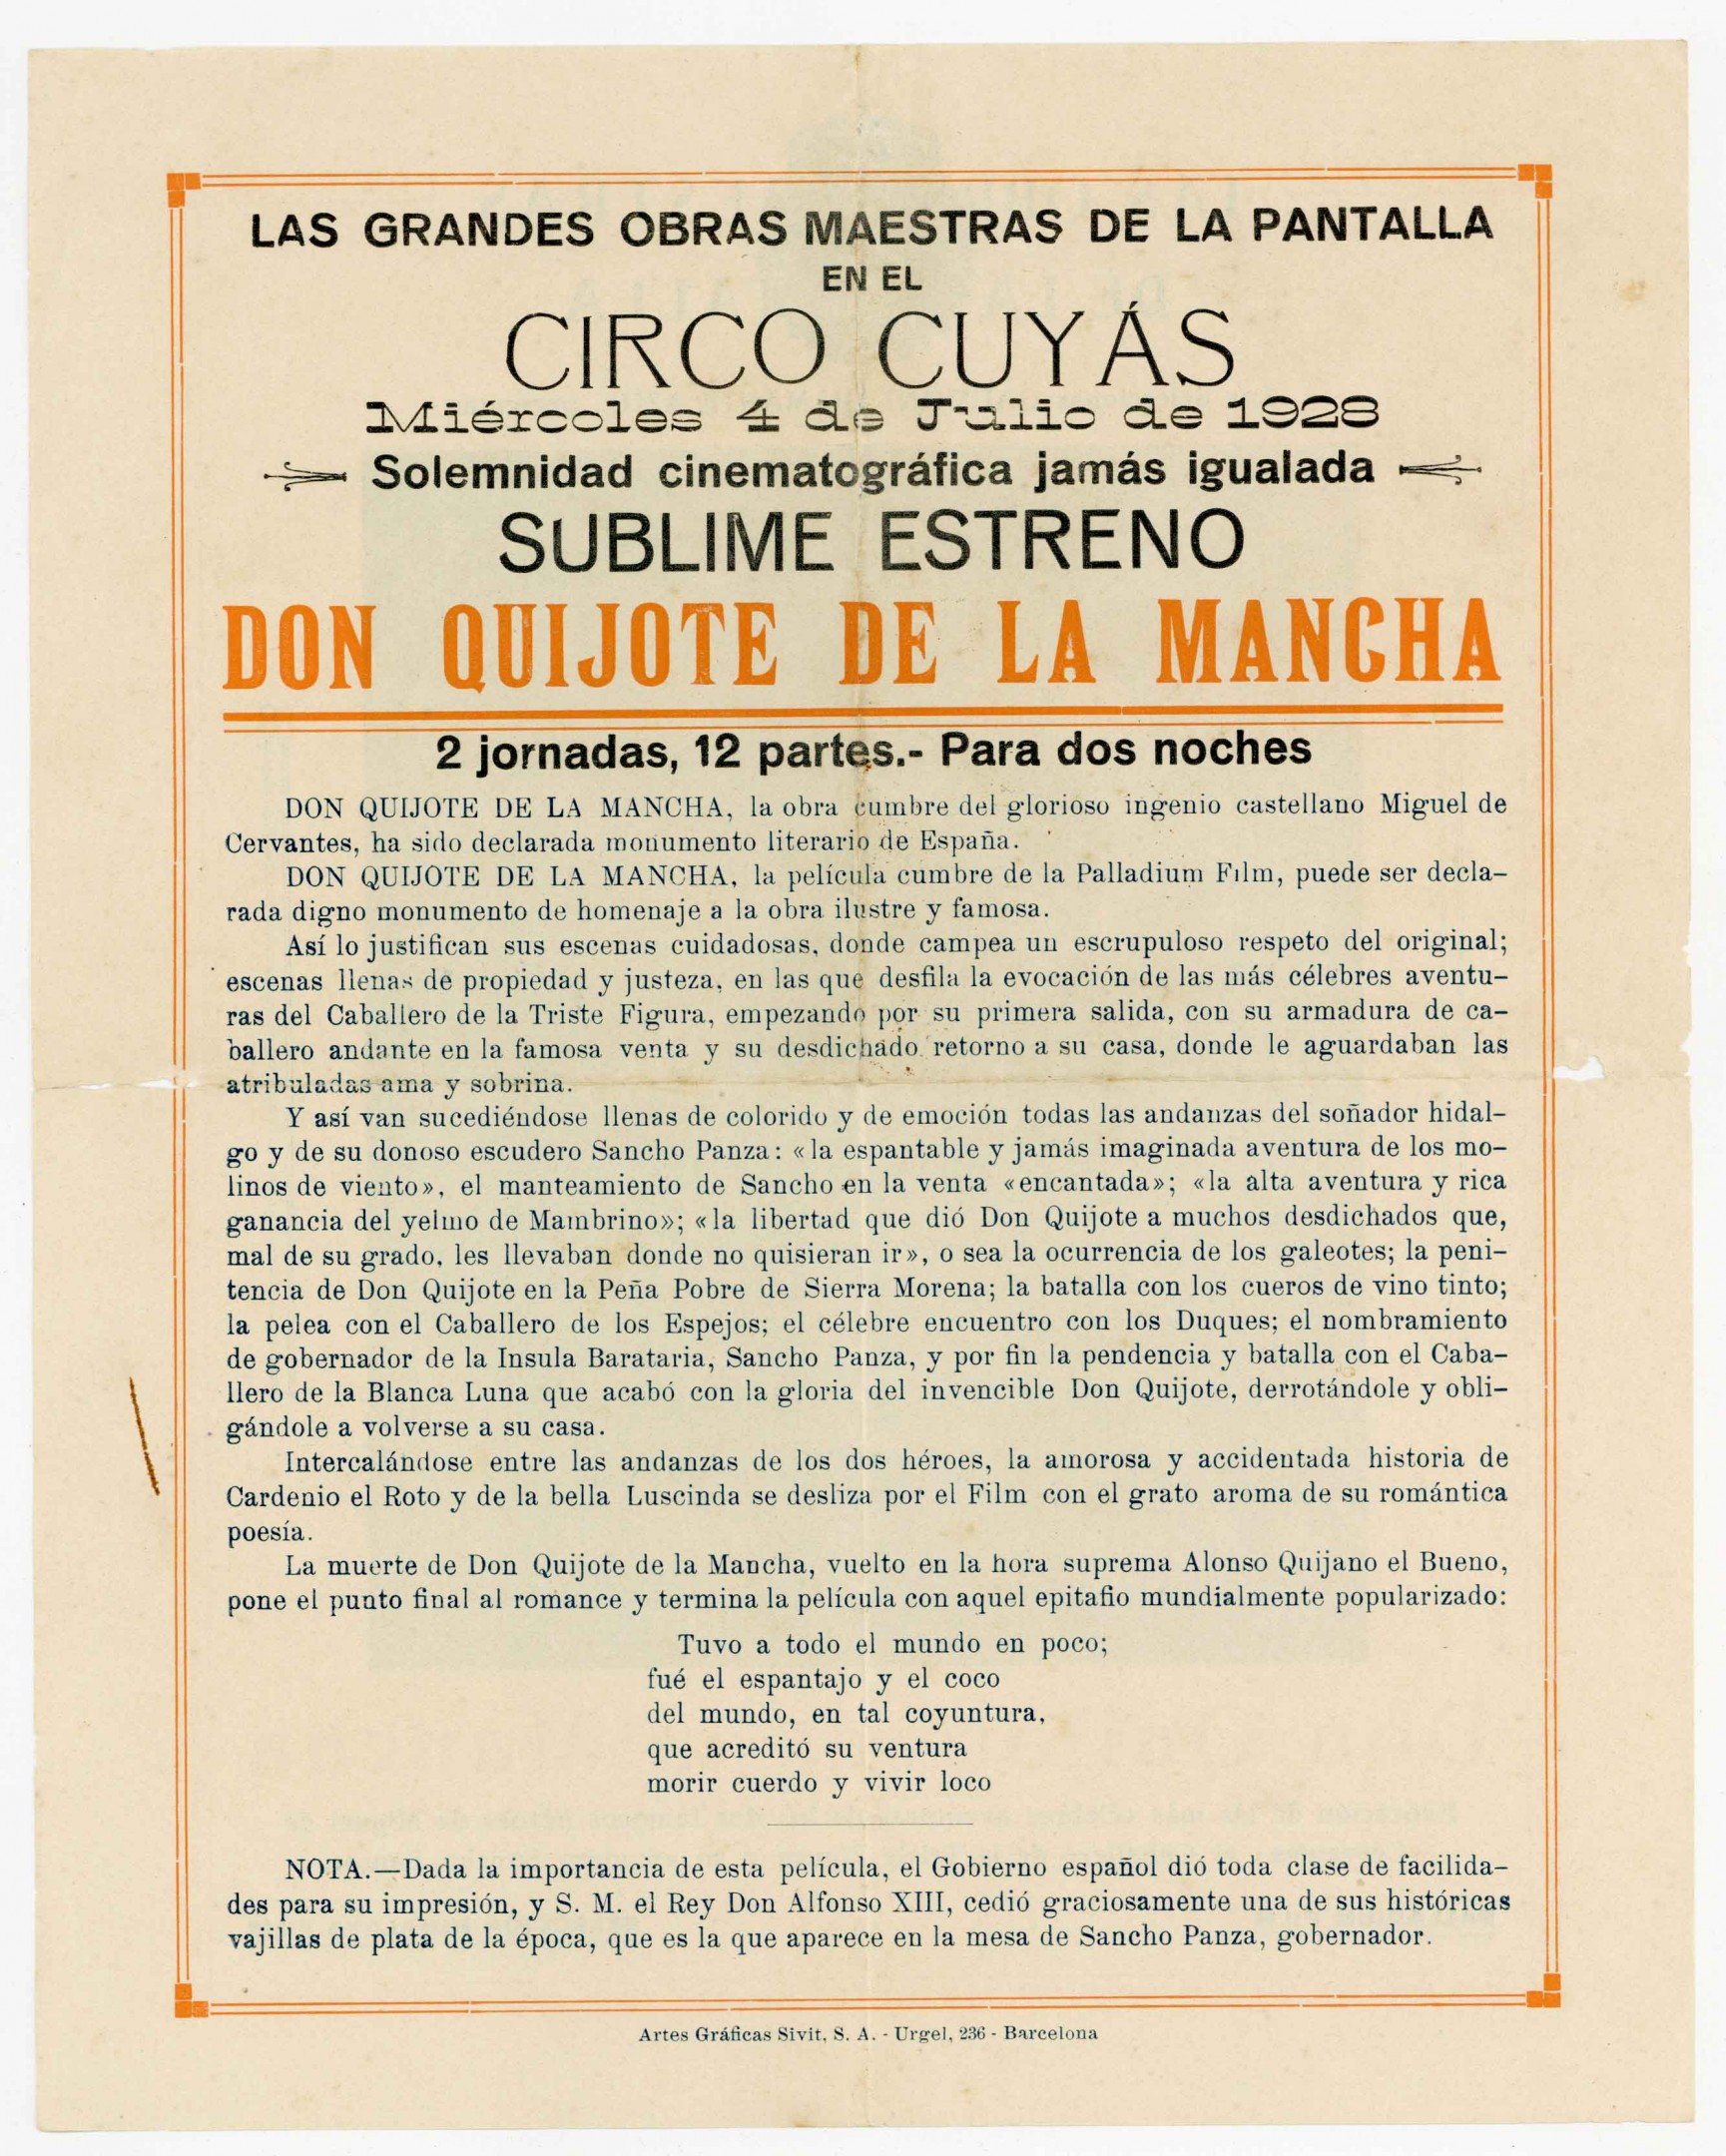 LAS GRANDES OBRAS MAESTRAS DE LA PANTALLA
EN EL
CIRCO CUYÁS
Miércoles 4 de Julio de 1928
Solemnidad cinematográfica jamás igualada
SUBLIME ESTRENO
DON QUIJOTE DE LA MANCHA
2 jornadas, 12 partes.- Para dos noches
DON QUIJOTE DE LA MANCHA, la obra cumbre del glorioso ingenio castellano Miguel de
Cervantes, ha sido declarada monumento literario de España.
DON QUIJOTE DE LA MANCHA, la película cumbre de la Palladium Film, puede ser decla-
rada digno monumento de homenaje a la obra ilustre y famosa.
Así lo justifican sus escenas cuidadosas, donde campea un escrupuloso respeto del original;
escenas llenas de propiedad y justeza, en las que desfila la evocación de las más célebres aventu-
ras del Caballero de la Triste Figura, empezando por su primera salida, con su armadura de ca-
ballero andante en la famosa venta y su desdichado retorno a su casa, donde le aguardaban las
atribuladas ama y sobrina.
Y así van sucediéndose llenas de colorido y de emoción todas las andanzas del soñador hidal-
go y de su donoso escudero Sancho Panza: «la espantable y jamás imaginada aventura de los mo-
linos de viento», el manteamiento de Sancho en la venta «encantada»; «la alta aventura y rica
ganancia del yelmo de Mambrino»; «la libertad que dió Don Quijote a muchos desdichados que,
mal de su grado, les llevaban donde no quisieran ir», o sea la ocurrencia de los galeotes; la peni-
tencia de Don Quijote en la Peña Pobre de Sierra Morena; la batalla con los cueros de vino tinto;
la pelea con el Caballero de los Espejos; el célebre encuentro con los Duques; el nombramiento
de gobernador de la Insula Barataria, Sancho Panza, y por fin la pendencia y batalla con el Caba-
llero de la Blanca Luna que acabó con la gloria del invencible Don Quijote, derrotándole y obli-
gándole a volverse a su casa.
Intercalándose entre las andanzas de los dos héroes, la amorosa y accidentada historia de
Cardenio el Roto y de la bella Luscinda se desliza por el Film con el grato aroma de su romántica
poesía.
La muerte de Don Quijote de la Mancha, vuelto en la hora suprema Alonso Quijano el Bueno,
pone el punto final al romance y termina la película con aquel epitafio mundialmente popularizado:
Tuvo a todo el mundo en poco;
fué el espantajo y el coco
del mundo, en tal coyuntura,
que acreditó su ventura
morir cuerdo y vivir loco
NOTA.—Dada la importancia de esta película, el Gobierno español dió toda clase de facilida-
des para su impresión, y S. M. el Rey Don Alfonso XIII, cedió graciosamente una de sus históricas
vajillas de plata de la época, que es la que aparece en la mesa de Sancho Panza, gobernador.
Artes Gráficas Sivit, S. A. - Urgel, 236 - Barcelona